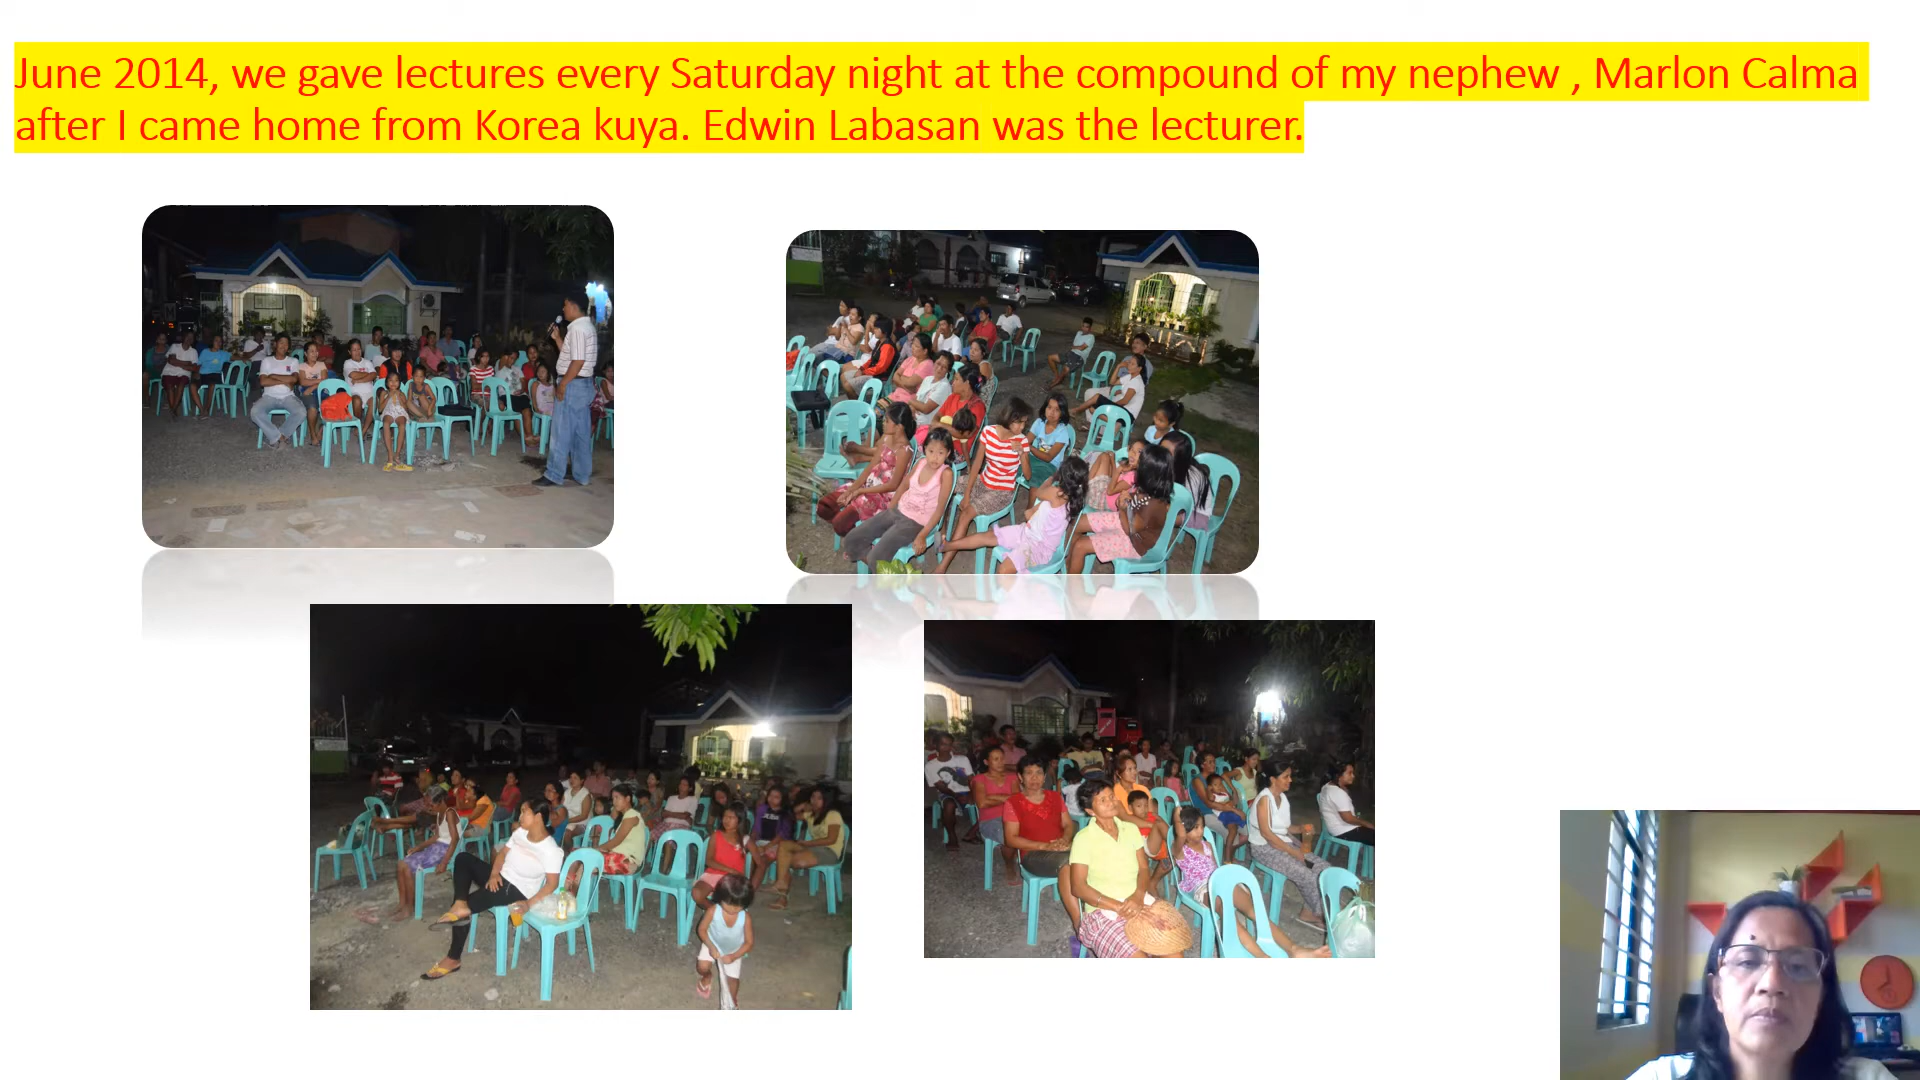 June 2014, we gave lectures every Saturday night at the compound of my nephew , Marlon Calma
after I came home from Korea kuya. Edwin Labasan was the lecturer.